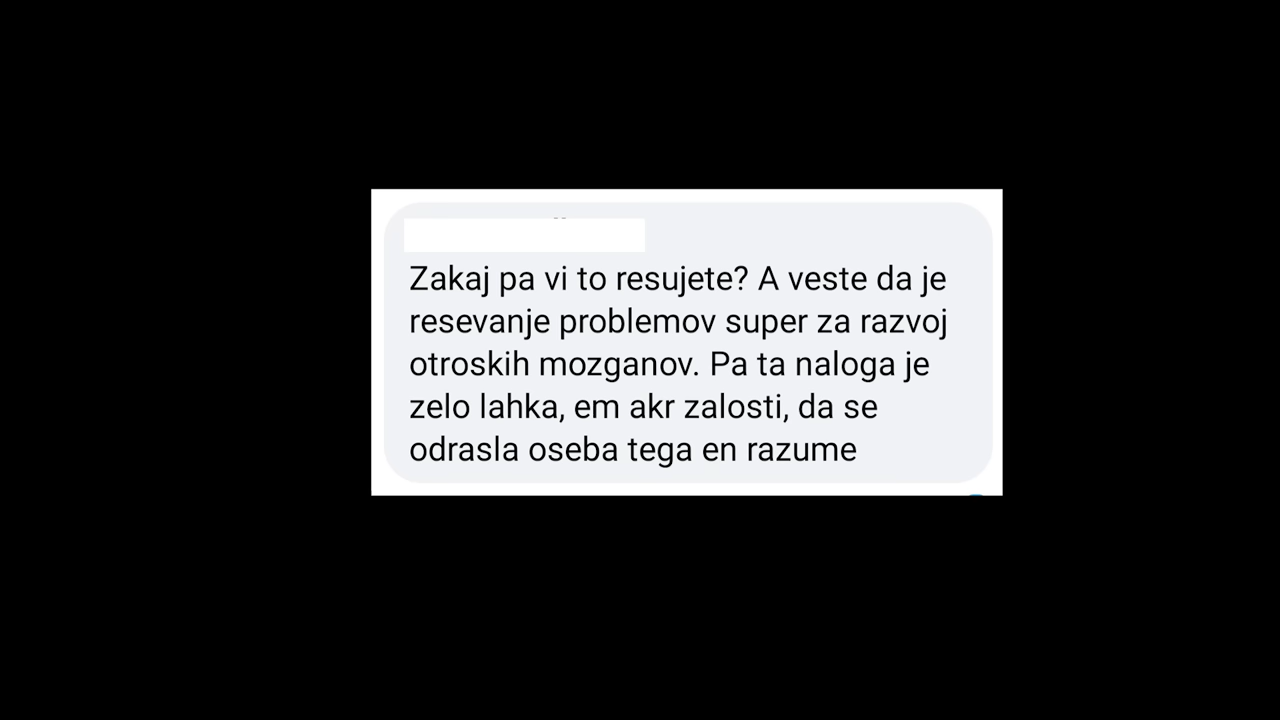 Zakaj pa vi to resujete? A veste da je
resevanje problemov super za razvoj
otroskih mozganov. Pa ta naloga je
zelo lahka, em akr zalosti, da se
odrasla oseba tega en razume